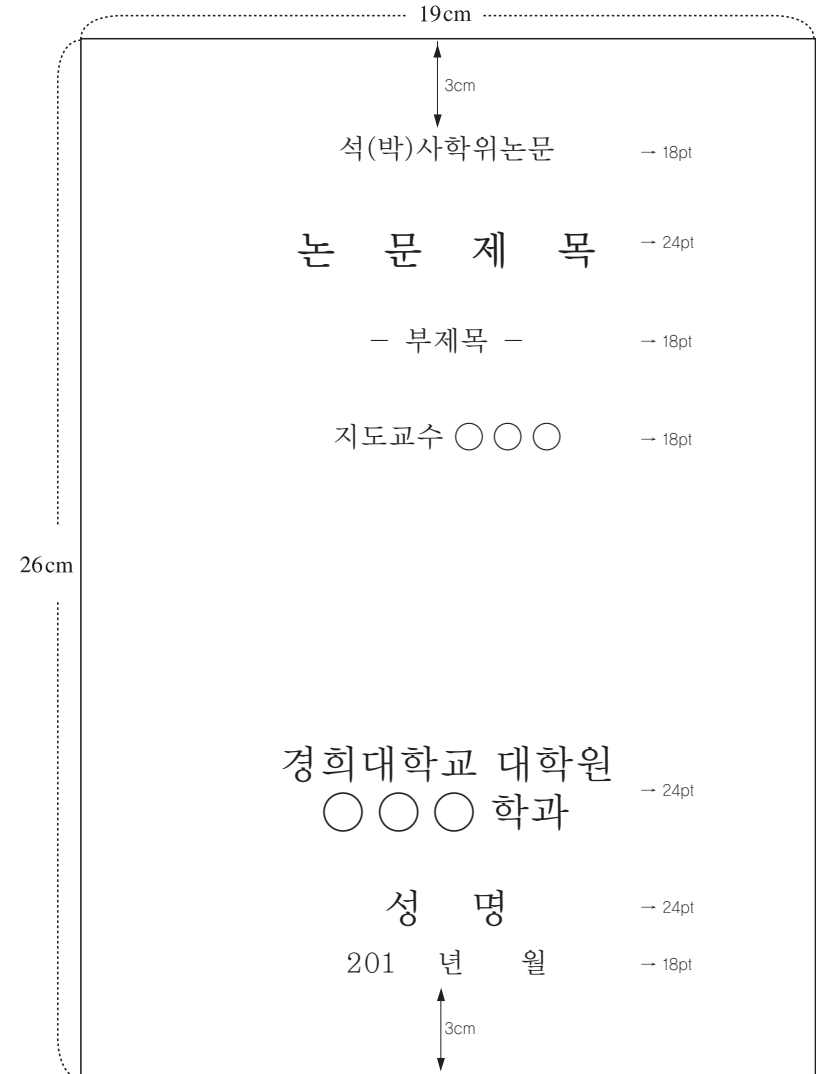 19cm
3cm
석(박)사학위논문 → 18pt
논 문 제 목 → 24pt
- 부제목 - → 18pt
지도교수 ○ ○ ○ → 18pt
26cm
경희대학교 대학원
○ ○ ○ 학과 → 24pt
성 명 → 24pt
201 년 월 → 18pt
3cm